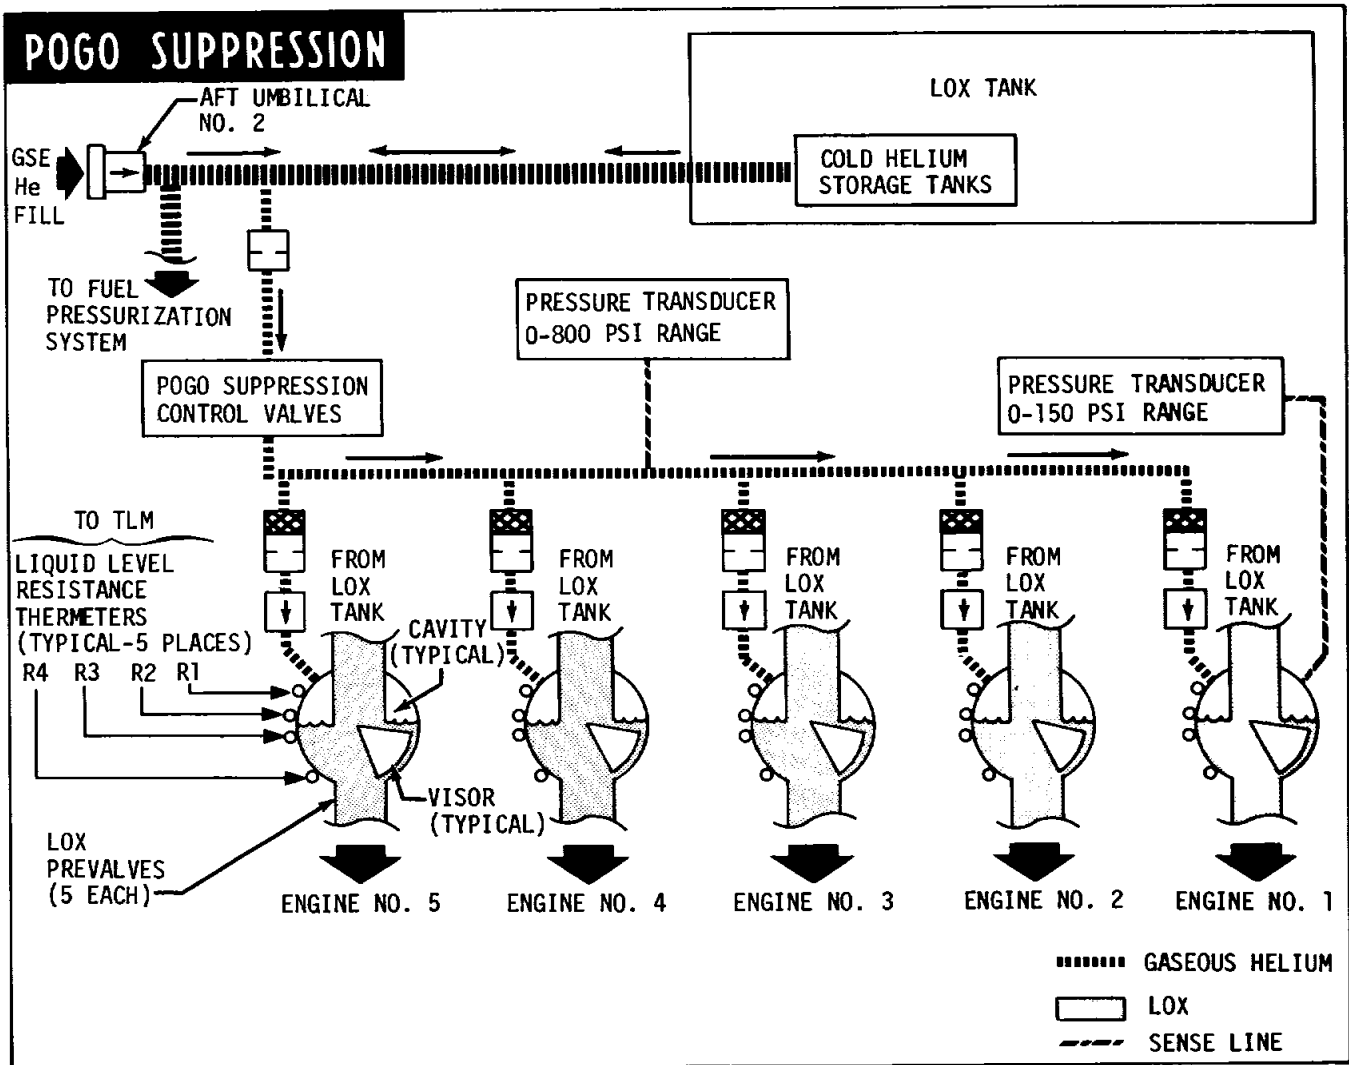 POGO SUPPRESSION
AFT UMBILICAL
NO. 2
GSE
He
FILL
LOX TANK
COLD HELIUM
STORAGE TANKS
TO FUEL
PRESSURIZATION
SYSTEM
PRESSURE TRANSDUCER
0-800 PSI RANGE
POGO SUPPRESSION
CONTROL VALVES
PRESSURE TRANSDUCER
0-150 PSI RANGE
TO TLM
LIQUID LEVEL
RESISTANCE
THERMETERS
(TYPICAL-5 PLACES)
R4 R3 R2 R1
FROM
LOX
TANK
FROM
LOX
TANK
FROM
LOX
TANK
FROM
LOX
TANK
FROM
LOX
TANK
CAVITY
(TYPICAL)
VISOR
(TYPICAL)
LOX
PREVALVES
(5 EACH)
ENGINE NO. 5
ENGINE NO. 4
ENGINE NO. 3
ENGINE NO. 2
ENGINE NO. 1
GASEOUS HELIUM
LOX
SENSE LINE